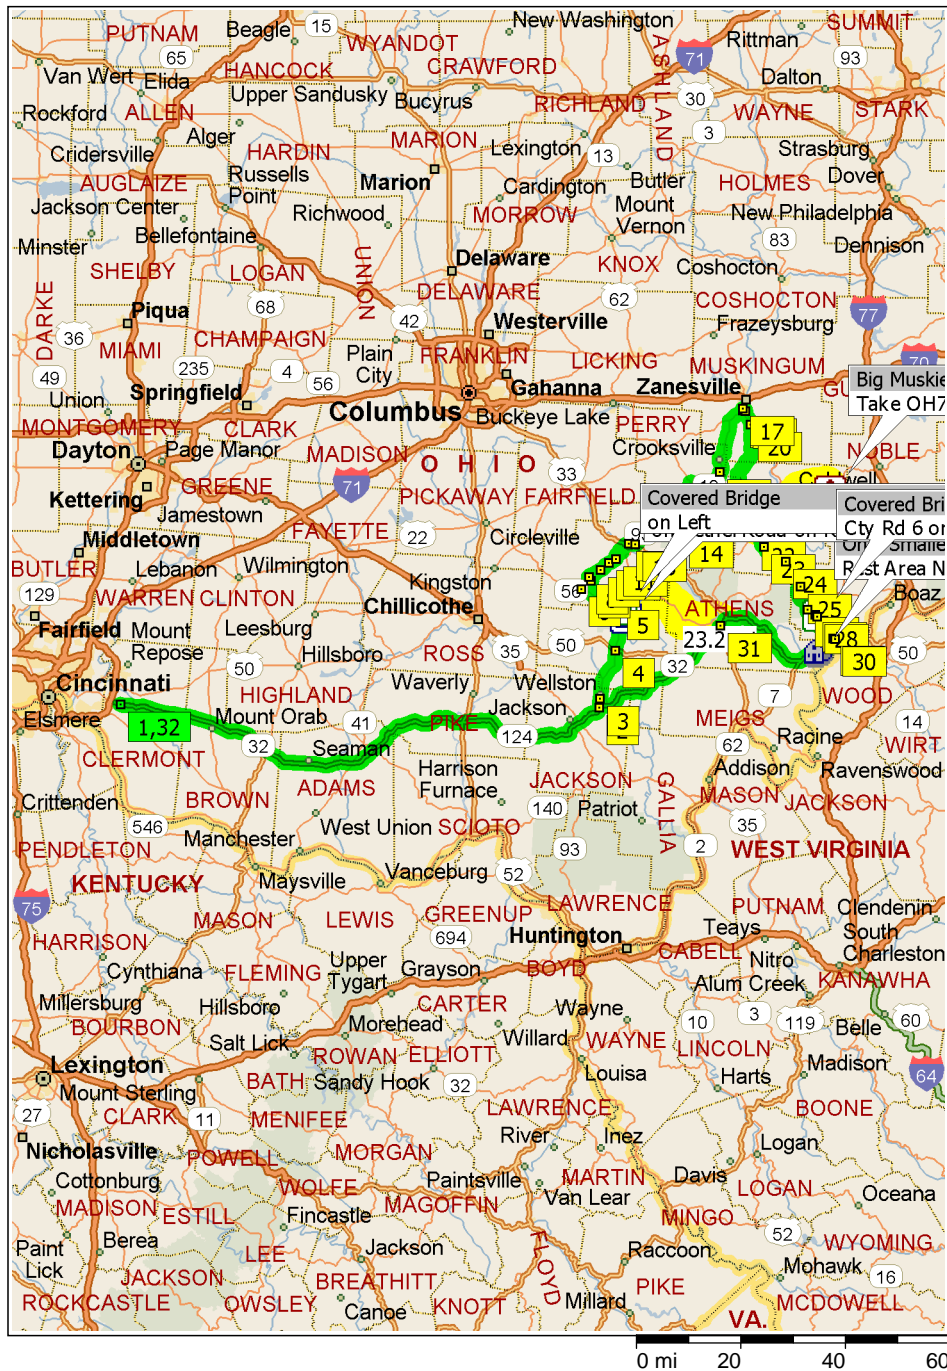 PUTNAM
Beagle
15
New Washington
SUMMIT
WYANDOT
Rittman
65
ASHLAND
71
93
Van Wert
Elida
HANCOCK
CRAWFORD
Dalton
Upper Sandusky
Bucyrus
RICHLAND
30
WAYNE
STARK
Rockford
ALLEN
Alger
MARION
3
Cridersville
HARDIN
Lexington
13
Strasburg
AUGLAIZE
Russells
Point
Marion
Cardington
Butler
HOLMES
Dover
Jackson Center
Richwood
MORROW
Mount
Vernon
New Philadelphia
Minster
Bellefontaine
83
Dennison
SHELBY
LOGAN
UNION
Delaware
KNOX
Coshocton
DARKE
Piqua
68
DELAWARE
62
COSHOCTON
77
36
42
Westerville
Frazeysburg
MIAMI
CHAMPAIGN
Plain
City
FRANKLIN
LICKING
MUSKINGUM
70
49
235
4
56
Gahanna
Zanesville
Big Muskie
Take OH7
Union
Springfield
Columbus
Buckeye Lake
MONTGOMERY
CLARK
PERRY
17
20
Dayton
Page Manor
MADISON
Crooksville
NOBLE
OHIO
33
GREENE
71
Kettering
PICKAWAY
FAIRFIELD
Covered Bridge
on Left
Jamestown
FAYETTE
22
Circleville
Cty Rd 6 or
Middletown
14
BUTLER
Lebanon
Wilmington
Kingston
56
24
Boaz
129
WARREN
CLINTON
Chillicothe
ATHENS
25
Fairfield
Mount
Repose
Leesburg
5
23.2
28
50
Hillsboro
ROSS
35
50
31
30
Cincinnati
Waverly
Wellston
4
32
WOOD
HIGHLAND
7
Elsmere
Mount Orab
41
PIKE
Jackson
3
MEIGS
14
1,32
32
Seaman
124
62
Racine
WIRT
CLERMONT
Harrison
Furnace
Addison
Ravenswood
Crittenden
BROWN
ADAMS
JACKSON
GALLIA
MASON
JACKSON
546
140
Patriot
35
Manchester
West Union
SCIOTO
2
PENDLETON
93
WEST VIRGINIA
KENTUCKY
Maysville
Vanceburg
52
75
MASON
LEWIS
GREENUP
LAWRENCE
PUTNAM
Clendenin
HARRISON
694
Huntington
Teays
South
Charleston
CABELL
Cynthiana
FLEMING
Upper
Tygart
Grayson
BOYD
Nitro
KANAWHA
Millersburg
Hillsboro
CARTER
Wayne
Alum Creek
BOURBON
Morehead
Willard
10
3
119
Belle
60
Salt Lick
ROWAN
ELLIOTT
WAYNE
LINCOLN
Lexington
BATH
Sandy Hook
32
Louisa
Harts
Madison
64
Mount Sterling
27
CLARK
11
MENIFEE
LAWRENCE
BOONE
Nicholasville
River
Inez
Logan
POWELL
MORGAN
Cottonburg
WOLFE
Paintsville
MARTIN
Davis
LOGAN
Oceana
MADISON
ESTILL
MAGOFFIN
Van Lear
Fincastle
MINGO
Berea
FLOYD
52
WYOMING
Paint
Lick
LEE
Jackson
Raccoon
JACKSON
BREATHITT
PIKE
Mohawk
16
ROCKCASTLE
OWSLEY
Canoe
KNOTT
Millard
MCDOWELL
VA.
0 mi 20 40 60